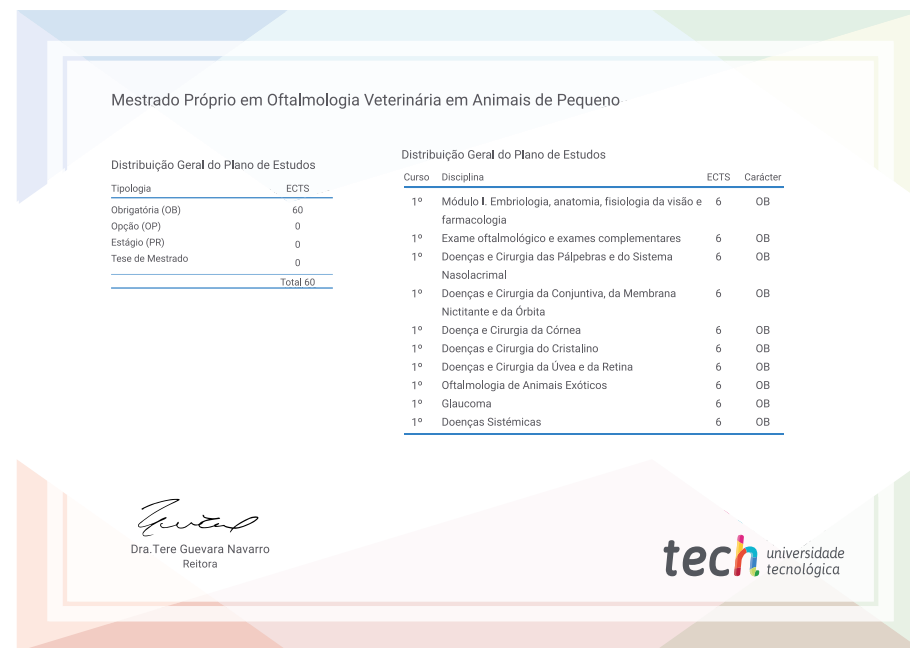 Mestrado Próprio em Oftalmologia Veterinária em Animais de Pequeno
Distribuição Geral do Plano de Estudos
Tipologia ECTS
Obrigatória (OB) 60
Opção (OP) 0
Estágio (PR) 0
Tese de Mestrado 0
Total 60
Distribuição Geral do Plano de Estudos
Curso Disciplina ECTS Carácter
1º Módulo I. Embriologia, anatomia, fisiologia da visão e 6 OB
farmacologia
1º Exame oftalmológico e exames complementares 6 OB
1º Doenças e Cirurgia das Pálpebras e do Sistema 6 OB
Nasolacrimal
1º Doenças e Cirurgia da Conjuntiva, da Membrana 6 OB
Nictitante e da Órbita
1º Doença e Cirurgia da Córnea 6 OB
1º Doenças e Cirurgia do Cristalino 6 OB
1º Doenças e Cirurgia da Úvea e da Retina 6 OB
1º Oftalmologia de Animais Exóticos 6 OB
1º Glaucoma 6 OB
1º Doenças Sistémicas 6 OB
Dra.Tere Guevara Navarro
Reitora
tech universidade
tecnológica